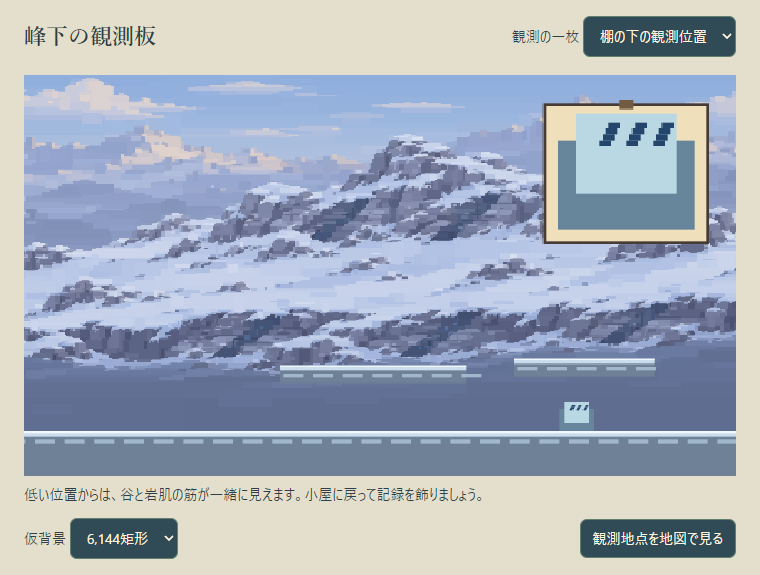 峰下の観測板
観測の一枚 棚の下の観測位置
低い位置からは、谷と岩肌の筋が一緒に見えます。小屋に戻って記録を飾りましょう。
仮背景 6,144矩形
観測地点を地図で見る